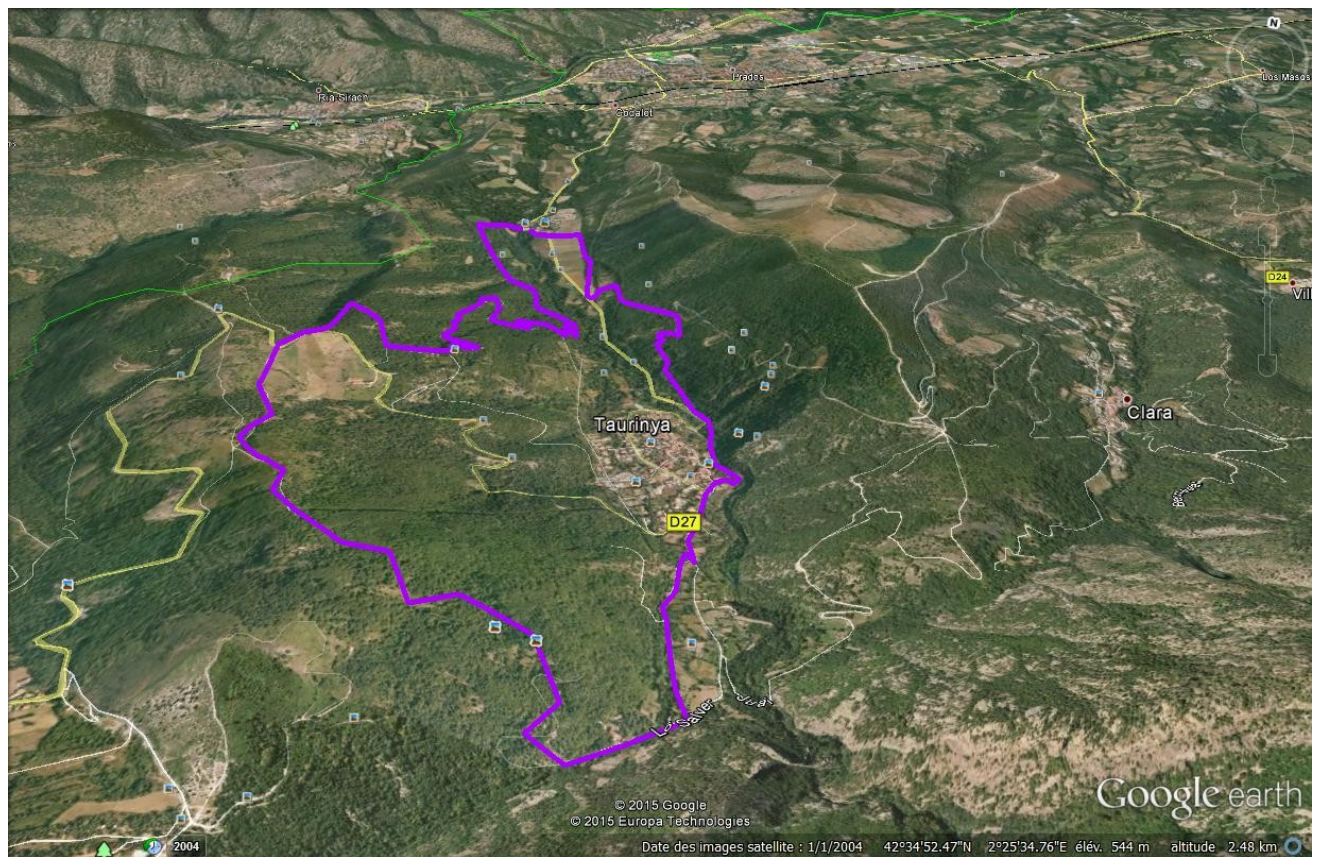 N
Prades
Los Masos
Ria-Sirach
Codalet
D24
Vill
Taurinya
Clara
D27
Google earth
© 2015 Google
© 2015 Europa Technologies
2004
Date des images satellite : 1/1/2004 42°34'52.47"N 2°25'34.76"E élév. 544 m altitude 2.48 km